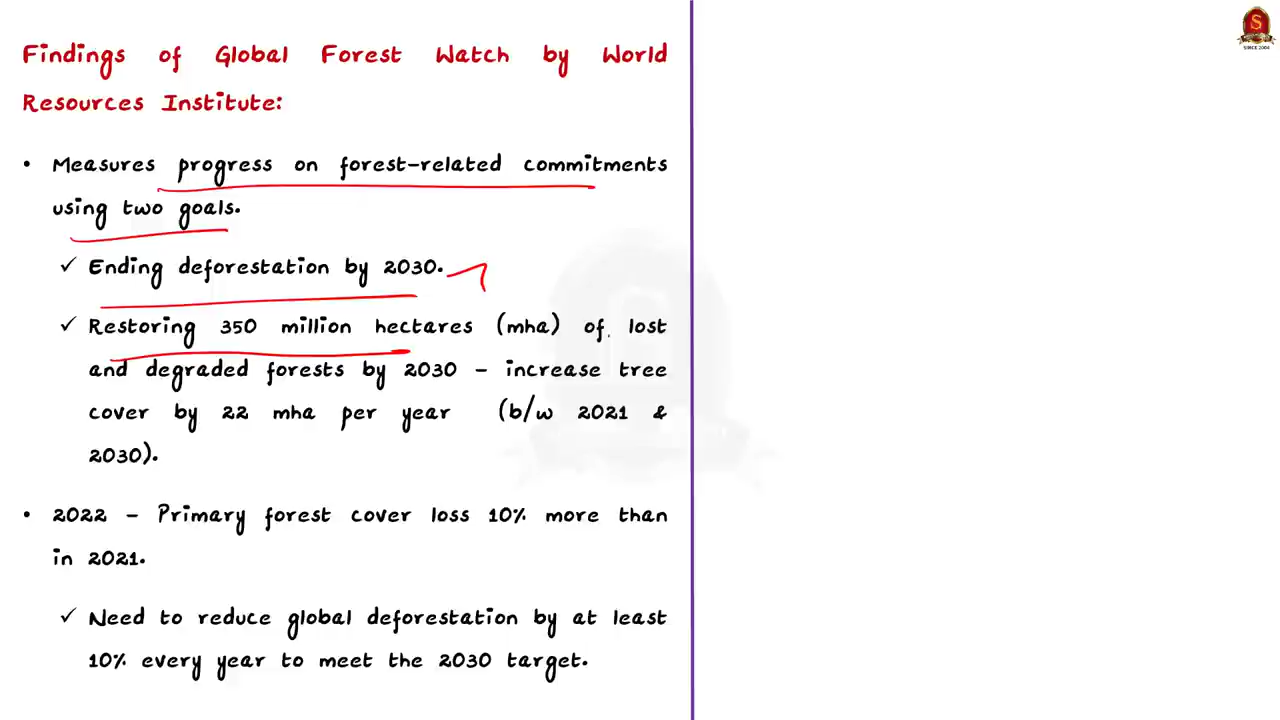 Findings of Global Forest Watch by World
Resources Institute:
• Measures progress on forest-related commitments
using two goals.
✓ Ending deforestation by 2030.
✓ Restoring 350 million hectares (mha) of lost
and degraded forests by 2030 - increase tree
cover by 22 mha per year (b/w 2021 &
2030).
• 2022 - Primary forest cover loss 10% more than
in 2021.
✓ Need to reduce global deforestation by at least
10% every year to meet the 2030 target.
S
SINCE 2004